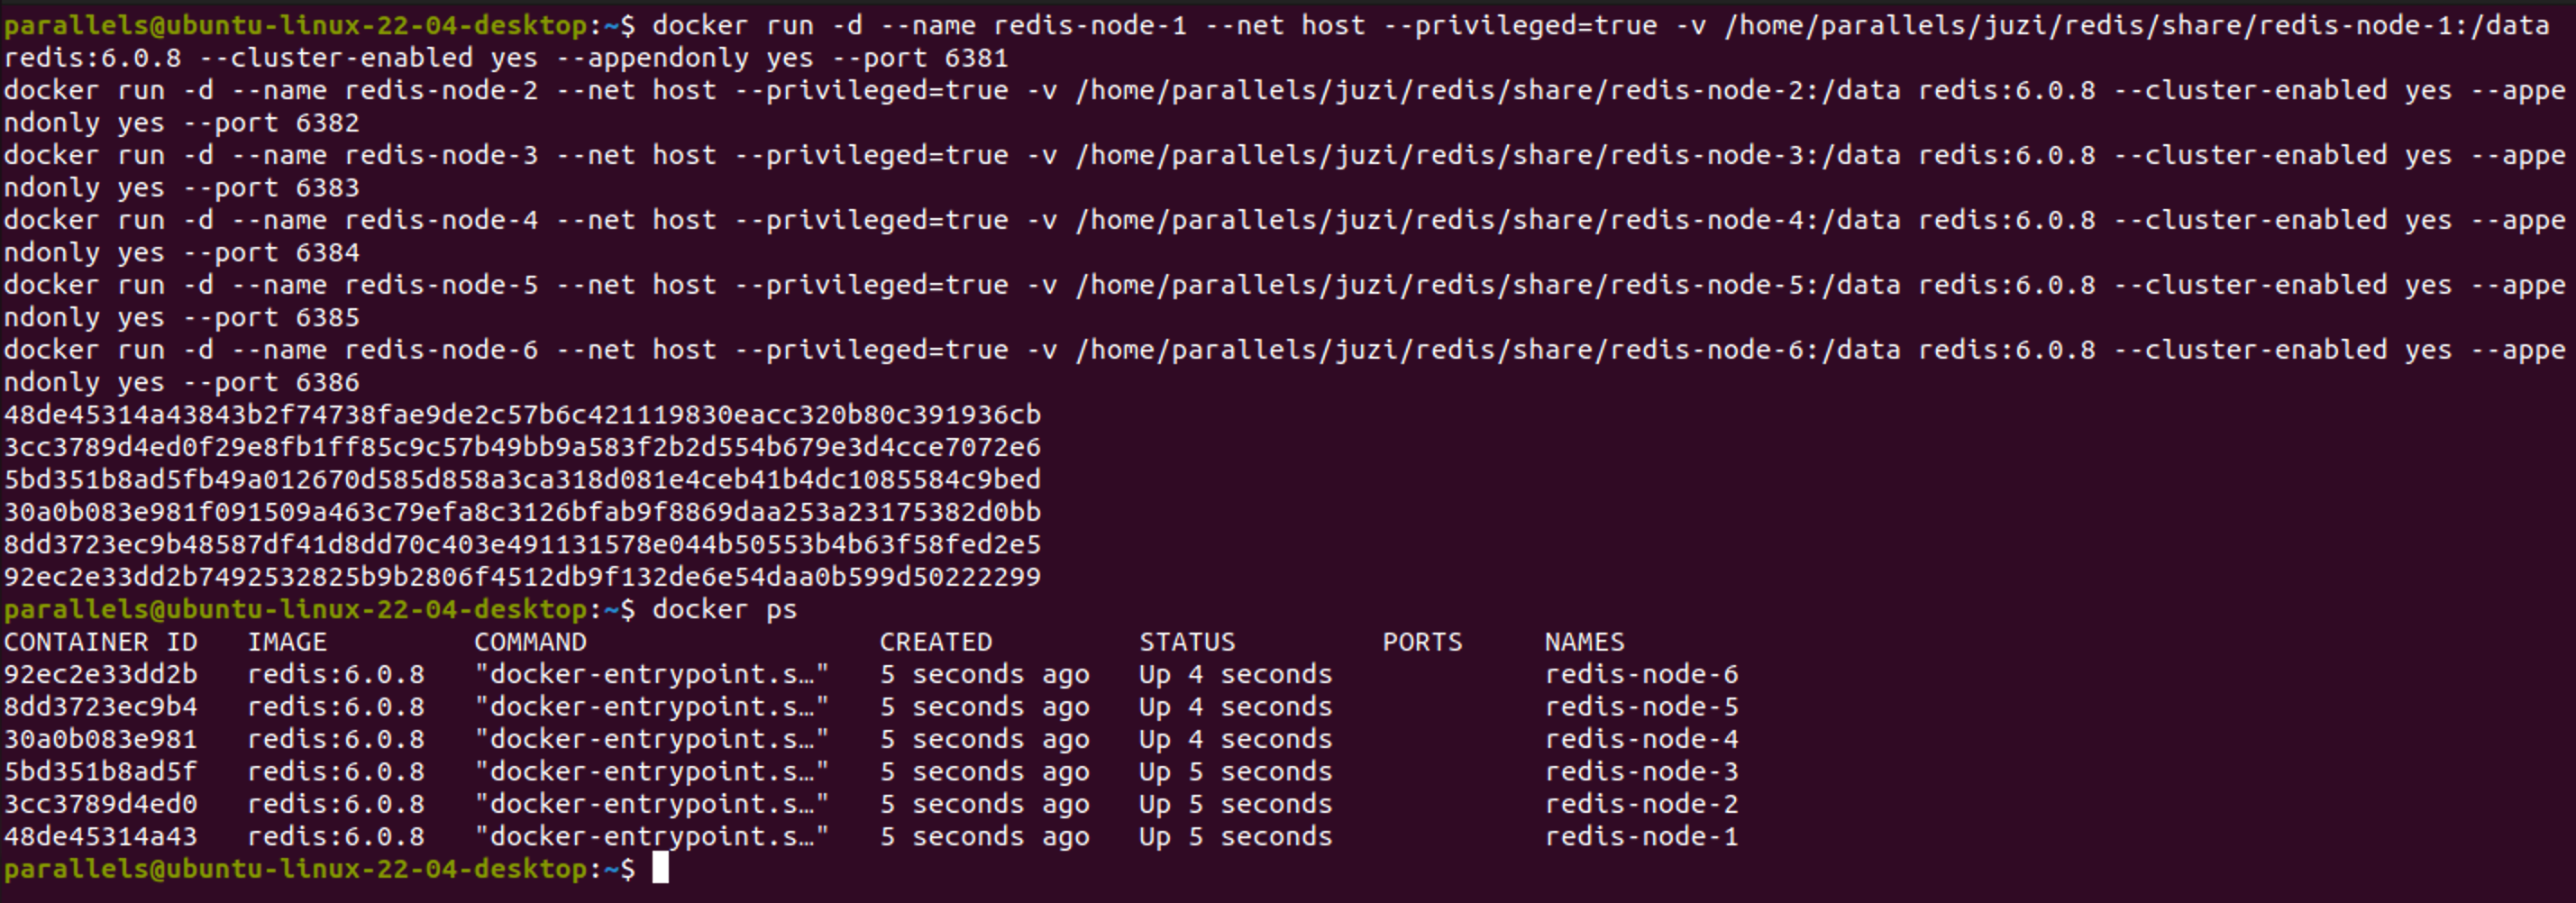 parallels@ubuntu-linux-22-04-desktop:~$ docker run -d --name redis-node-1 --net host --privileged=true -v /home/parallels/juzi/redis/share/redis-node-1:/data
redis:6.0.8 --cluster-enabled yes --appendonly yes --port 6381
docker run -d --name redis-node-2 --net host --privileged=true -v /home/parallels/juzi/redis/share/redis-node-2:/data redis:6.0.8 --cluster-enabled yes --appe
ndonly yes --port 6382
docker run -d --name redis-node-3 --net host --privileged=true -v /home/parallels/juzi/redis/share/redis-node-3:/data redis:6.0.8 --cluster-enabled yes --appe
ndonly yes --port 6383
docker run -d --name redis-node-4 --net host --privileged=true -v /home/parallels/juzi/redis/share/redis-node-4:/data redis:6.0.8 --cluster-enabled yes --appe
ndonly yes --port 6384
docker run -d --name redis-node-5 --net host --privileged=true -v /home/parallels/juzi/redis/share/redis-node-5:/data redis:6.0.8 --cluster-enabled yes --appe
ndonly yes --port 6385
docker run -d --name redis-node-6 --net host --privileged=true -v /home/parallels/juzi/redis/share/redis-node-6:/data redis:6.0.8 --cluster-enabled yes --appe
ndonly yes --port 6386
48de45314a43843b2f74738fae9de2c57b6c421119830eacc320b80c391936cb
3cc3789d4ed0f29e8fb1ff85c9c57b49bb9a583f2b2d554b679e3d4cce7072e6
5bd351b8ad5fb49a012670d585d858a3ca318d081e4ceb41b4dc1085584c9bed
30a0b083e981f091509a463c79efa8c3126bfab9f8869daa253a23175382d0bb
8dd3723ec9b48587df41d8dd70c403e491131578e044b50553b4b63f58fed2e5
92ec2e33dd2b7492532825b9b2806f4512db9f132de6e54daa0b599d50222299
parallels@ubuntu-linux-22-04-desktop:~$ docker ps
CONTAINER ID   IMAGE         COMMAND                  CREATED         STATUS         PORTS     NAMES
92ec2e33dd2b   redis:6.0.8   "docker-entrypoint.s…"   5 seconds ago   Up 4 seconds             redis-node-6
8dd3723ec9b4   redis:6.0.8   "docker-entrypoint.s…"   5 seconds ago   Up 4 seconds             redis-node-5
30a0b083e981   redis:6.0.8   "docker-entrypoint.s…"   5 seconds ago   Up 4 seconds             redis-node-4
5bd351b8ad5f   redis:6.0.8   "docker-entrypoint.s…"   5 seconds ago   Up 5 seconds             redis-node-3
3cc3789d4ed0   redis:6.0.8   "docker-entrypoint.s…"   5 seconds ago   Up 5 seconds             redis-node-2
48de45314a43   redis:6.0.8   "docker-entrypoint.s…"   5 seconds ago   Up 5 seconds             redis-node-1
parallels@ubuntu-linux-22-04-desktop:~$